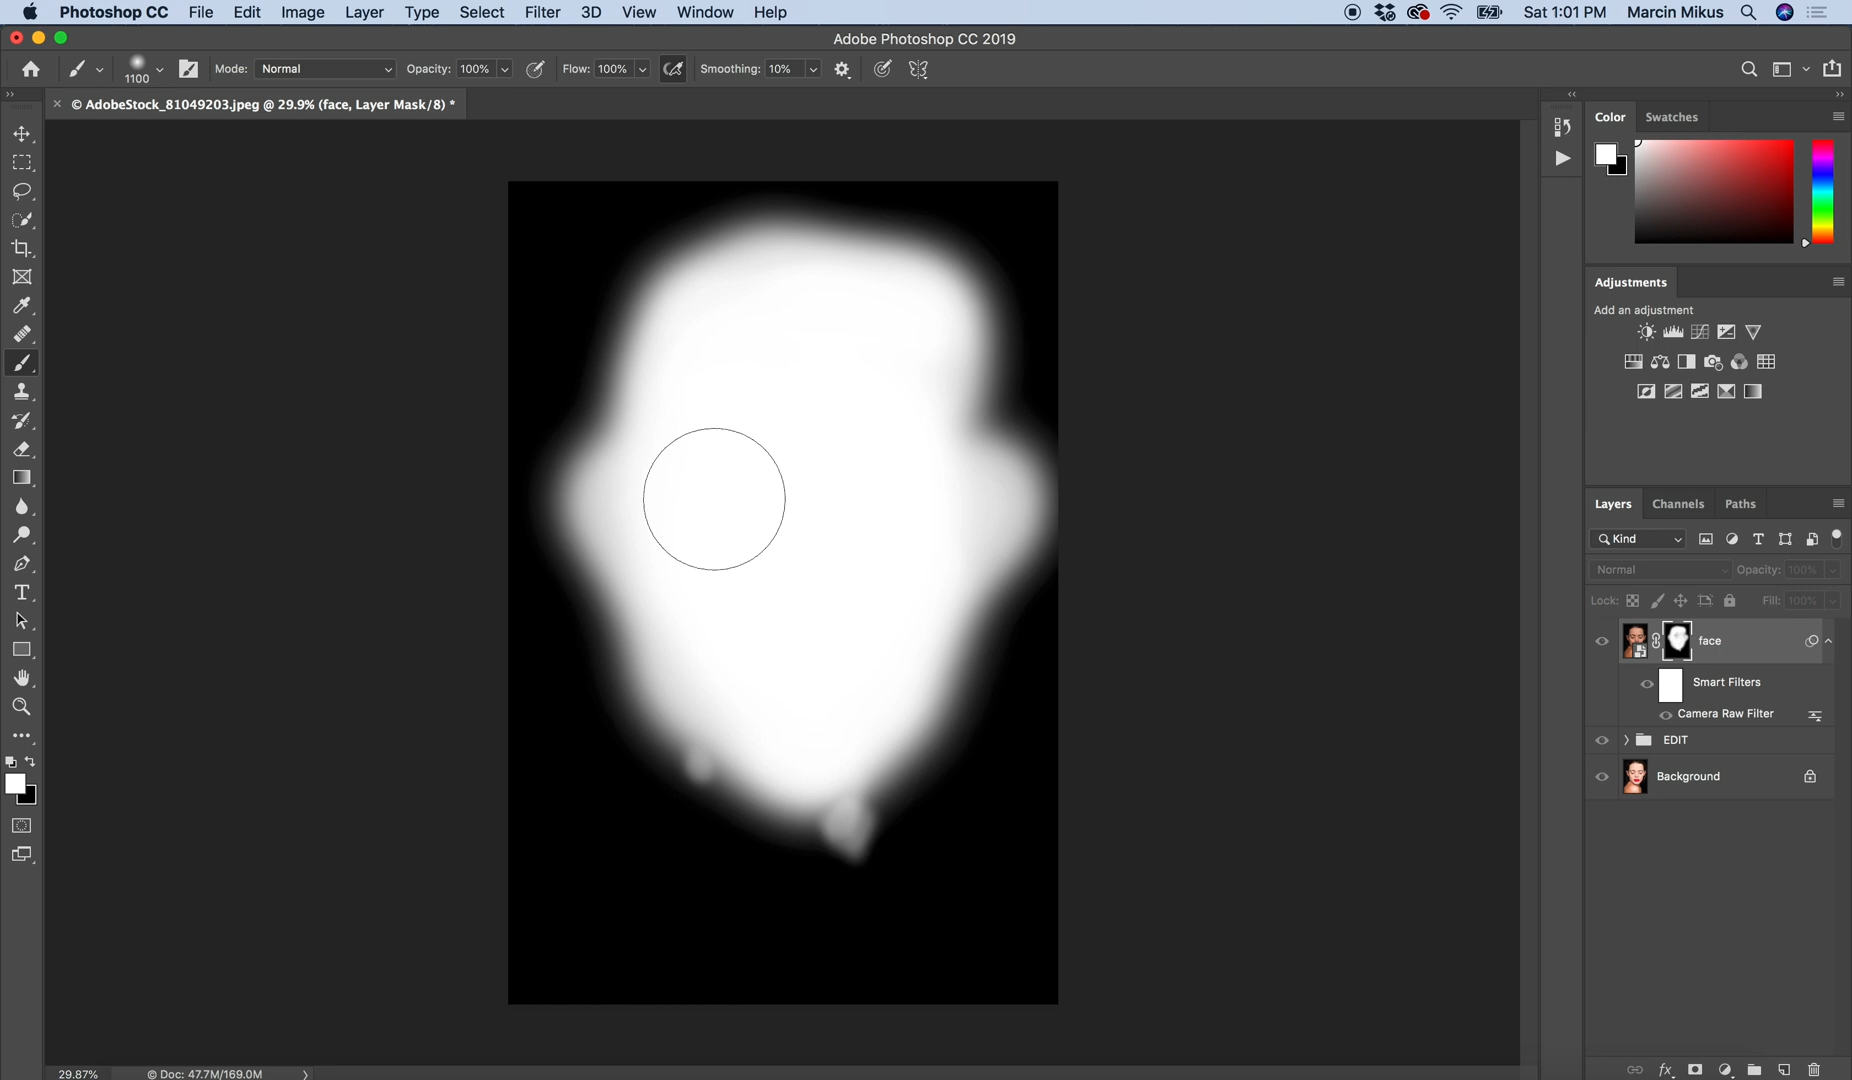 Photoshop CC File Edit Image Layer Type Select Filter 3D View Window Help Sat 1:01 PM Marcin Mikus
Adobe Photoshop CC 2019
1100 Mode: Normal Opacity: 100% Flow: 100% Smoothing: 10%
© AdobeStock_81049203.jpeg @ 29.9% (face, Layer Mask/8) *
Color Swatches
Adjustments
Add an adjustment
Layers Channels Paths
Kind
Normal Opacity: 100%
Lock: Fill: 100%
face
Smart Filters
Camera Raw Filter
EDIT
Background
29.87% © Doc: 47.7M/169.0M